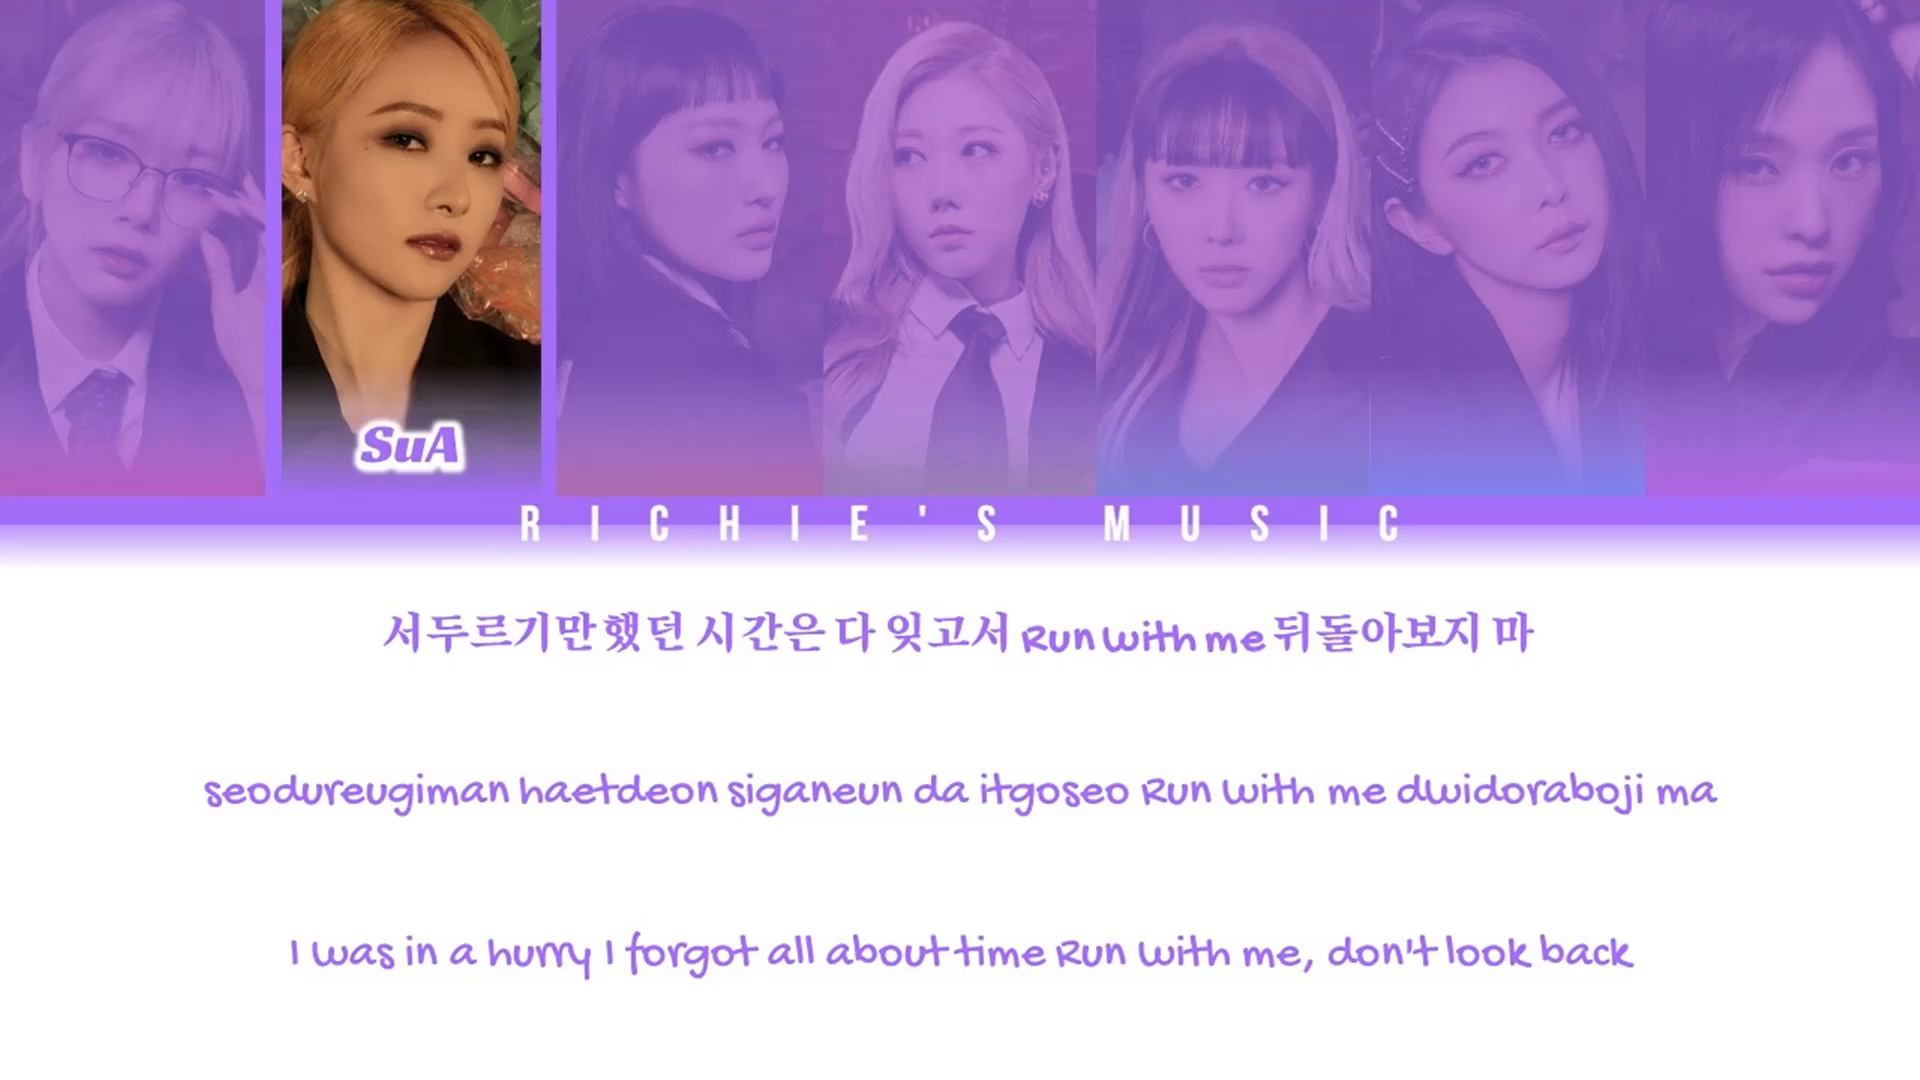 SuA
RICHIE'S MUSIC
서두르기만 했던 시간은 다 잊고서 Run with me 뒤돌아보지 마
seodureugiman haetdeon siganeun da itgoseo Run with me dwidoraboji ma
I was in a hurry I forgot all about time Run with me, don't look back